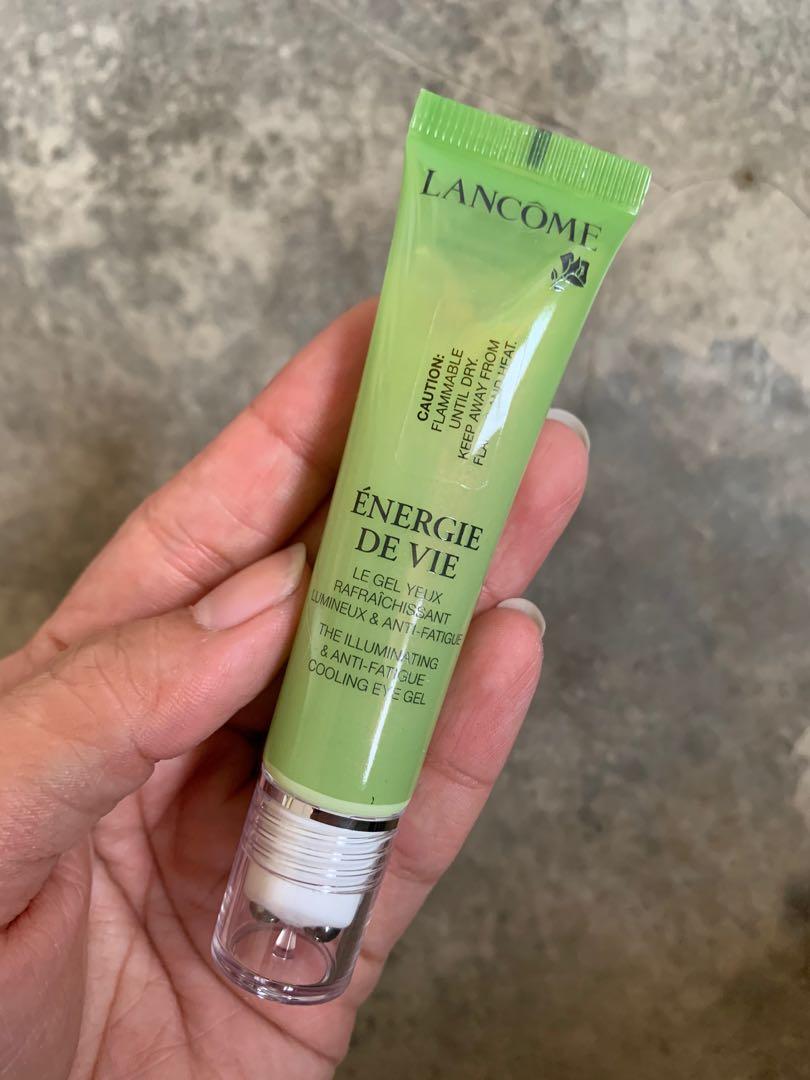 LANCÔME
CAUTION:
FLAMMABLE
UNTIL DRY.
KEEP AWAY FROM
HEAT.
ÉNERGIE
DE VIE
LE GEL YEUX
RAFRAÎCHISSANT
LUMINEUX & ANTI-FATIGUE
THE ILLUMINATING
& ANTI-FATIGUE
COOLING EYE GEL